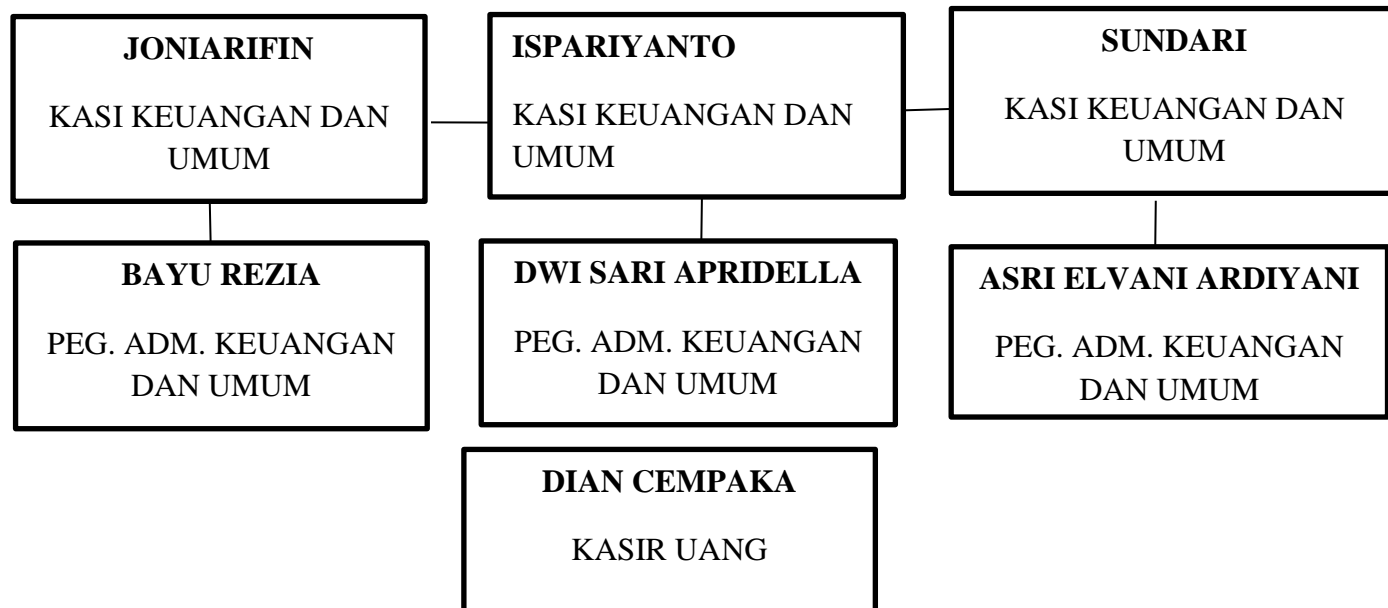 JONIARIFIN
KASI KEUANGAN DAN
UMUM
ISPARIYANTO
KASI KEUANGAN DAN
UMUM
SUNDARI
KASI KEUANGAN DAN
UMUM
BAYU REZIA
PEG. ADM. KEUANGAN
DAN UMUM
DWI SARI APRIDELLA
PEG. ADM. KEUANGAN
DAN UMUM
ASRI ELVANI ARDIYANI
PEG. ADM. KEUANGAN
DAN UMUM
DIAN CEMPAKA
KASIR UANG